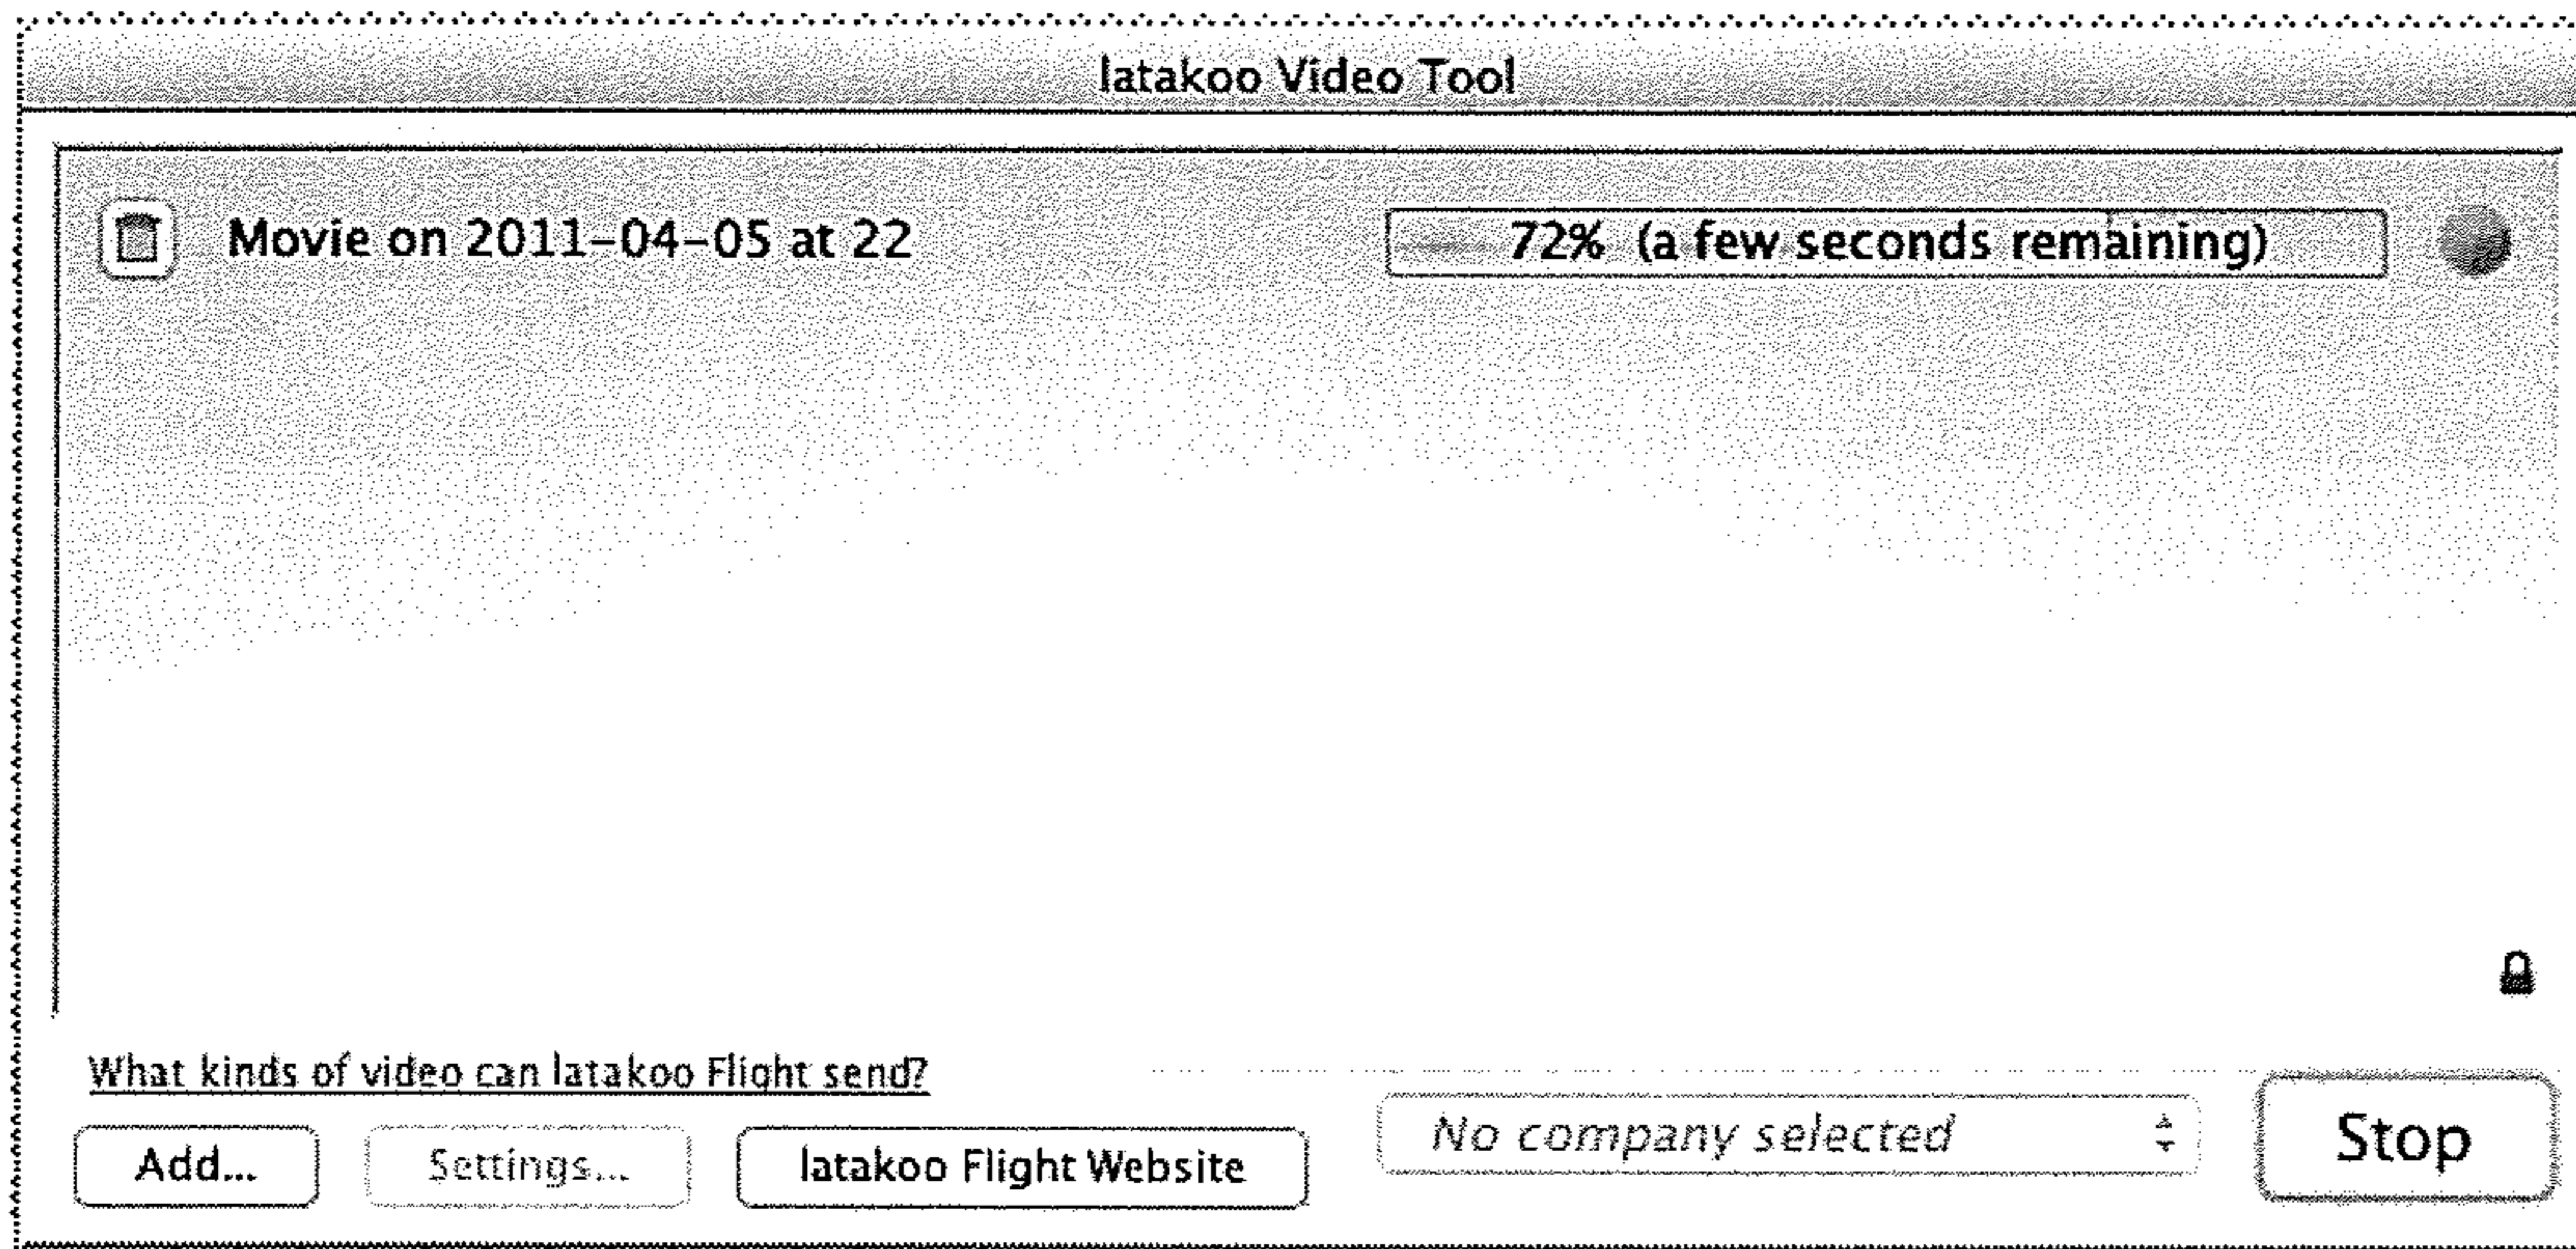 latakoo Video Tool
Movie on 2011-04-05 at 22
72% (a few seconds remaining)
What kinds of video can latakoo Flight send?
Add... Settings... latakoo Flight Website No company selected Stop